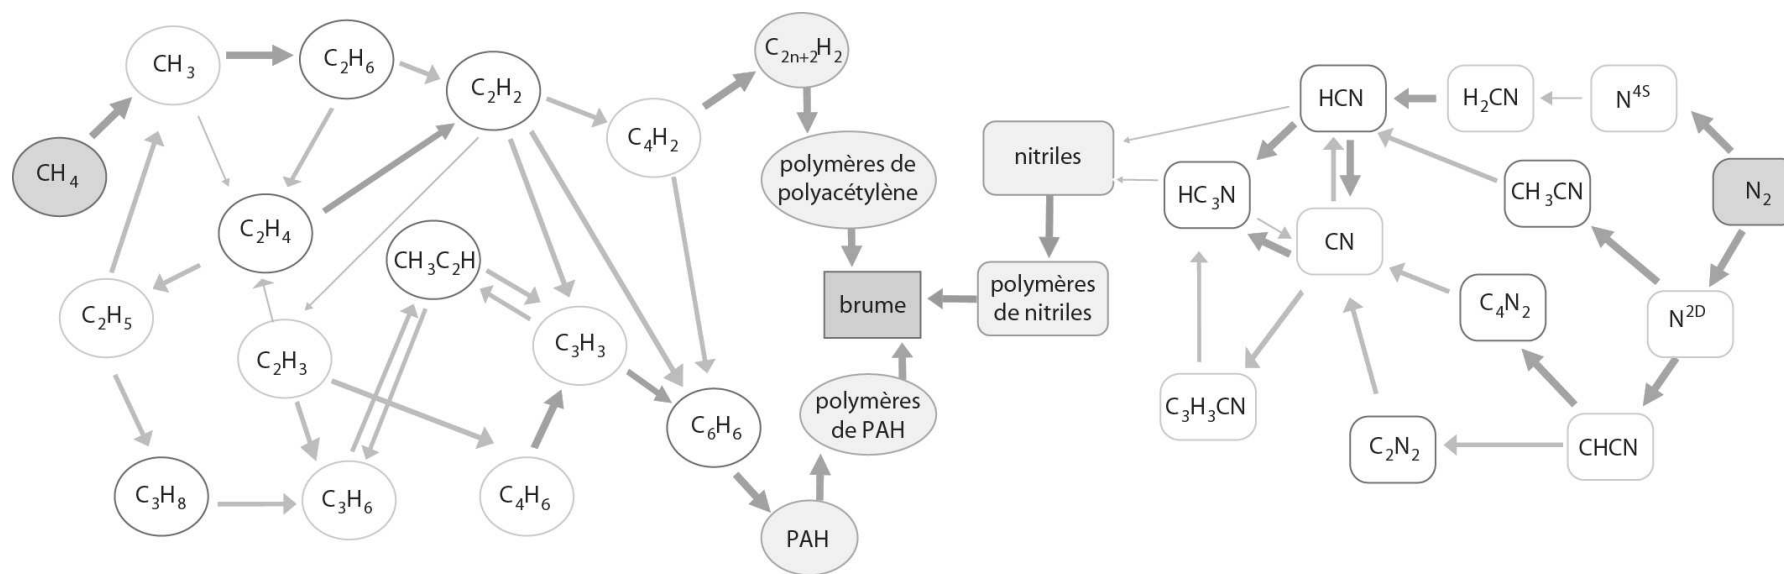 CH₃
C₂H₆
C₂H₂
C₂ₙ₊₂H₂
CH₄
C₄H₂
polymères de
polyacétylène
C₂H₄
CH₃C₂H
C₂H₅
C₂H₃
C₃H₃
brume
C₆H₆
polymères
de PAH
C₃H₈
C₃H₆
C₄H₆
PAH
nitriles
polymères
de nitriles
HCN
H₂CN
N⁴ˢ
HC₃N
CH₃CN
N₂
CN
C₄N₂
N²ᴰ
C₃H₃CN
C₂N₂
CHCN